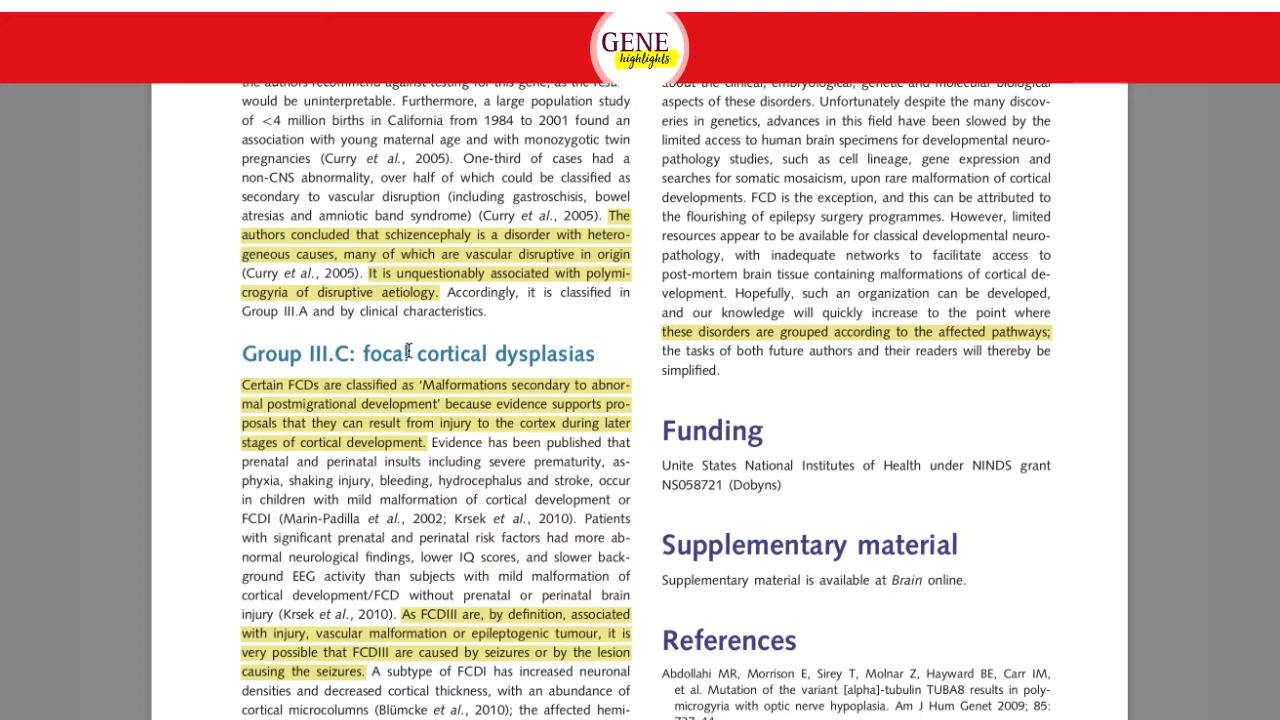 GENE
highlights
the authors recommend against testing for this gene, as the resu
would be uninterpretable. Furthermore, a large population study
of <4 million births in California from 1984 to 2001 found an
association with young maternal age and with monozygotic twin
pregnancies (Curry et al., 2005). One-third of cases had a
non-CNS abnormality, over half of which could be classified as
secondary to vascular disruption (including gastroschisis, bowel
atresias and amniotic band syndrome) (Curry et al., 2005). The
authors concluded that schizencephaly is a disorder with hetero-
geneous causes, many of which are vascular disruptive in origin
(Curry et al., 2005). It is unquestionably associated with polymi-
crogyria of disruptive aetiology. Accordingly, it is classified in
Group III.A and by clinical characteristics.
Group III.C: focal cortical dysplasias
Certain FCDs are classified as ‘Malformations secondary to abnor-
mal postmigrational development’ because evidence supports pro-
posals that they can result from injury to the cortex during later
stages of cortical development. Evidence has been published that
prenatal and perinatal insults including severe prematurity, as-
phyxia, shaking injury, bleeding, hydrocephalus and stroke, occur
in children with mild malformation of cortical development or
FCDI (Marin-Padilla et al., 2002; Krsek et al., 2010). Patients
with significant prenatal and perinatal risk factors had more ab-
normal neurological findings, lower IQ scores, and slower back-
ground EEG activity than subjects with mild malformation of
cortical development/FCD without prenatal or perinatal brain
injury (Krsek et al., 2010). As FCDIII are, by definition, associated
with injury, vascular malformation or epileptogenic tumour, it is
very possible that FCDIII are caused by seizures or by the lesion
causing the seizures. A subtype of FCDI has increased neuronal
densities and decreased cortical thickness, with an abundance of
cortical microcolumns (Blümcke et al., 2010); the affected hemi-
about the clinical, embryological, genetic and molecular biological
aspects of these disorders. Unfortunately despite the many discov-
eries in genetics, advances in this field have been slowed by the
limited access to human brain specimens for developmental neuro-
pathology studies, such as cell lineage, gene expression and
searches for somatic mosaicism, upon rare malformation of cortical
developments. FCD is the exception, and this can be attributed to
the flourishing of epilepsy surgery programmes. However, limited
resources appear to be available for classical developmental neuro-
pathology, with inadequate networks to facilitate access to
post-mortem brain tissue containing malformations of cortical de-
velopment. Hopefully, such an organization can be developed,
and our knowledge will quickly increase to the point where
these disorders are grouped according to the affected pathways;
the tasks of both future authors and their readers will thereby be
simplified.
Funding
Unite States National Institutes of Health under NINDS grant
NS058721 (Dobyns)
Supplementary material
Supplementary material is available at Brain online.
References
Abdollahi MR, Morrison E, Sirey T, Molnar Z, Hayward BE, Carr IM,
et al. Mutation of the variant [alpha]-tubulin TUBA8 results in poly-
microgyria with optic nerve hypoplasia. Am J Hum Genet 2009; 85: